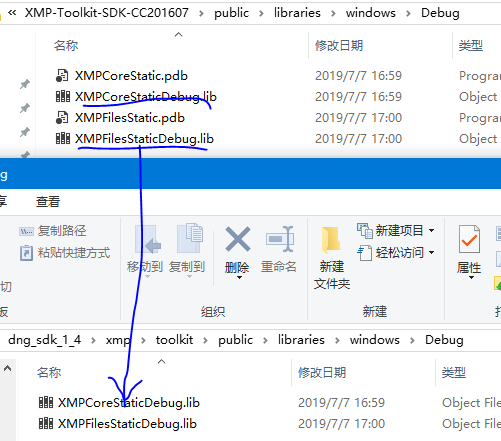 « XMP-Toolkit-SDK-CC201607 > public > libraries > windows > Debug
名称 修改日期 类型
XMPCoreStatic.pdb 2019/7/7 16:59 Progra
XMPCoreStaticDebug.lib 2019/7/7 16:59 Object
XMPFilesStatic.pdb 2019/7/7 17:00 Progra
XMPFilesStaticDebug.lib 2019/7/7 17:00 Object
g
享 查看
复制路径
粘贴快捷方式
切
移动到 复制到 删除 重命名
新建
文件夹
新建项目
轻松访问
属性
板 组织 新建
dng_sdk_1_4 > xmp > toolkit > public > libraries > windows > Debug
名称 修改日期 类型
XMPCoreStaticDebug.lib 2019/7/7 16:59 Object File
XMPFilesStaticDebug.lib 2019/7/7 17:00 Object File